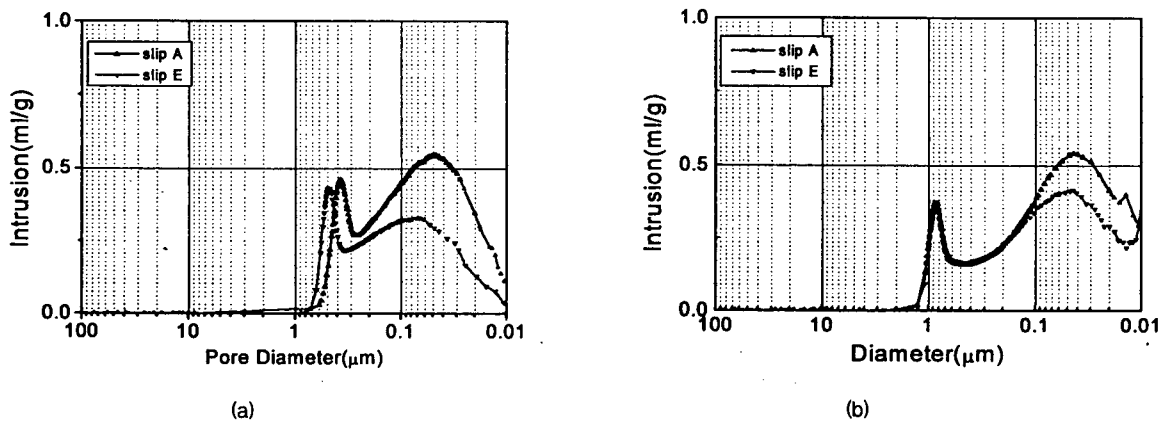 1.0
slip A
slip E
0.5
0.0
Intrusion(ml/g)
100
10
1
0.1
0.01
Pore Diameter(μm)
(a)
1.0
slip A
slip E
0.5
0.0
Intrusion(ml/g)
100
10
1
0.1
0.01
Diameter(μm)
(b)